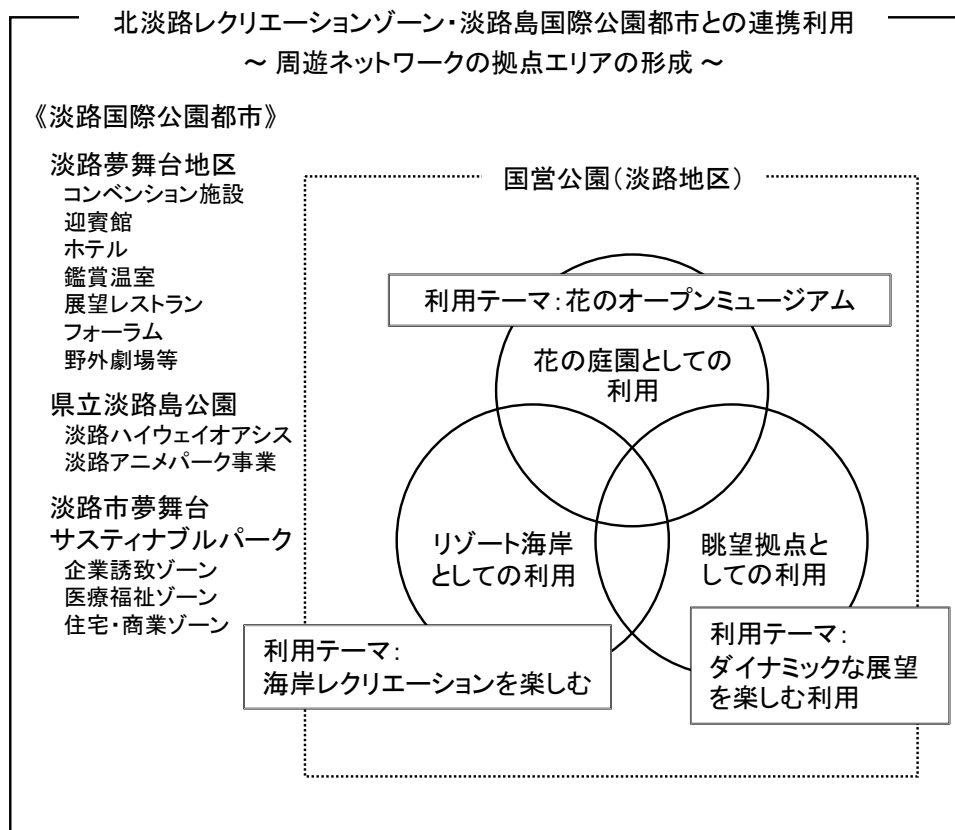 北淡路レクリエーションゾーン・淡路島国際公園都市との連携利用
～ 周遊ネットワークの拠点エリアの形成 ～
《淡路国際公園都市》
淡路夢舞台地区
コンベンション施設
迎賓館
ホテル
鑑賞温室
展望レストラン
フォーラム
野外劇場等
県立淡路島公園
淡路ハイウェイオアシス
淡路アニメパーク事業
淡路市夢舞台
サスティナブルパーク
企業誘致ゾーン
医療福祉ゾーン
住宅・商業ゾーン
国営公園（淡路地区）
利用テーマ：花のオープンミュージアム
花の庭園としての
利用
リゾート海岸
としての利用
眺望拠点と
しての利用
利用テーマ：
海岸レクリエーションを楽しむ
利用テーマ：
ダイナミックな展望
を楽しむ利用